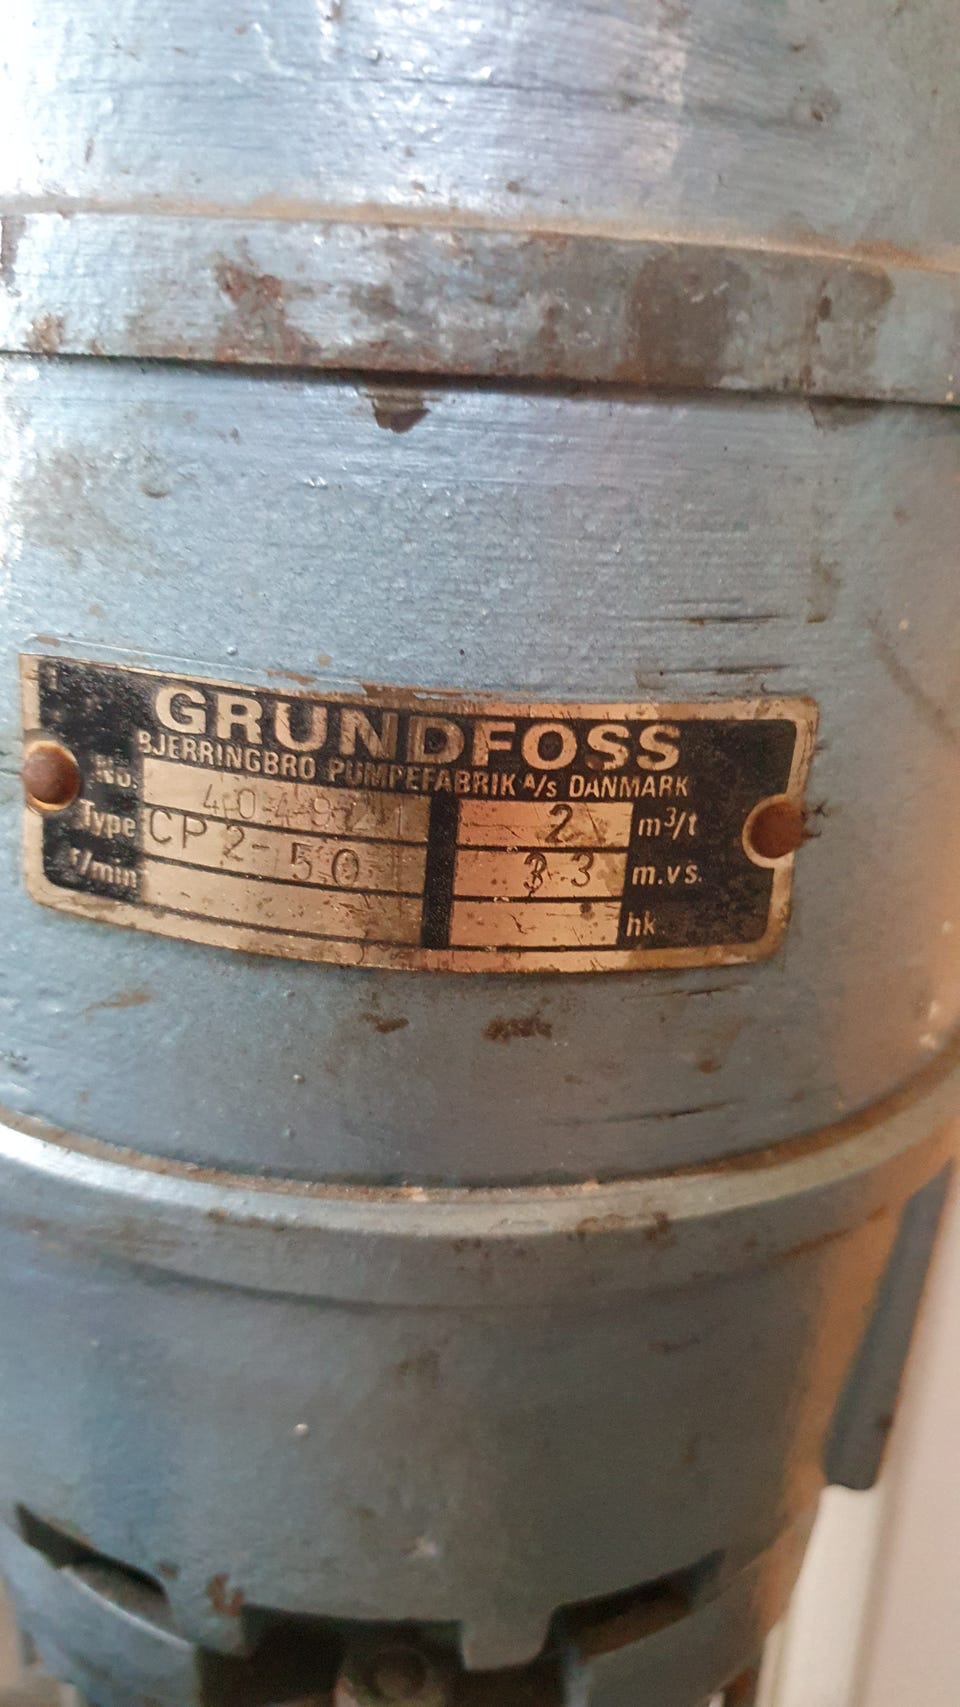 GRUNDFOSS
BJERRINGBRO PUMPEFABRIK A/S DANMARK
No. 2 m³/t
Type CP 2-50 33 m.v.s.
r/min hk